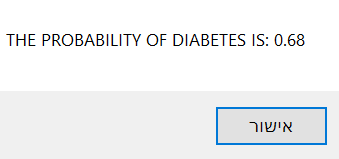 THE PROBABILITY OF DIABETES IS: 0.68
אישור